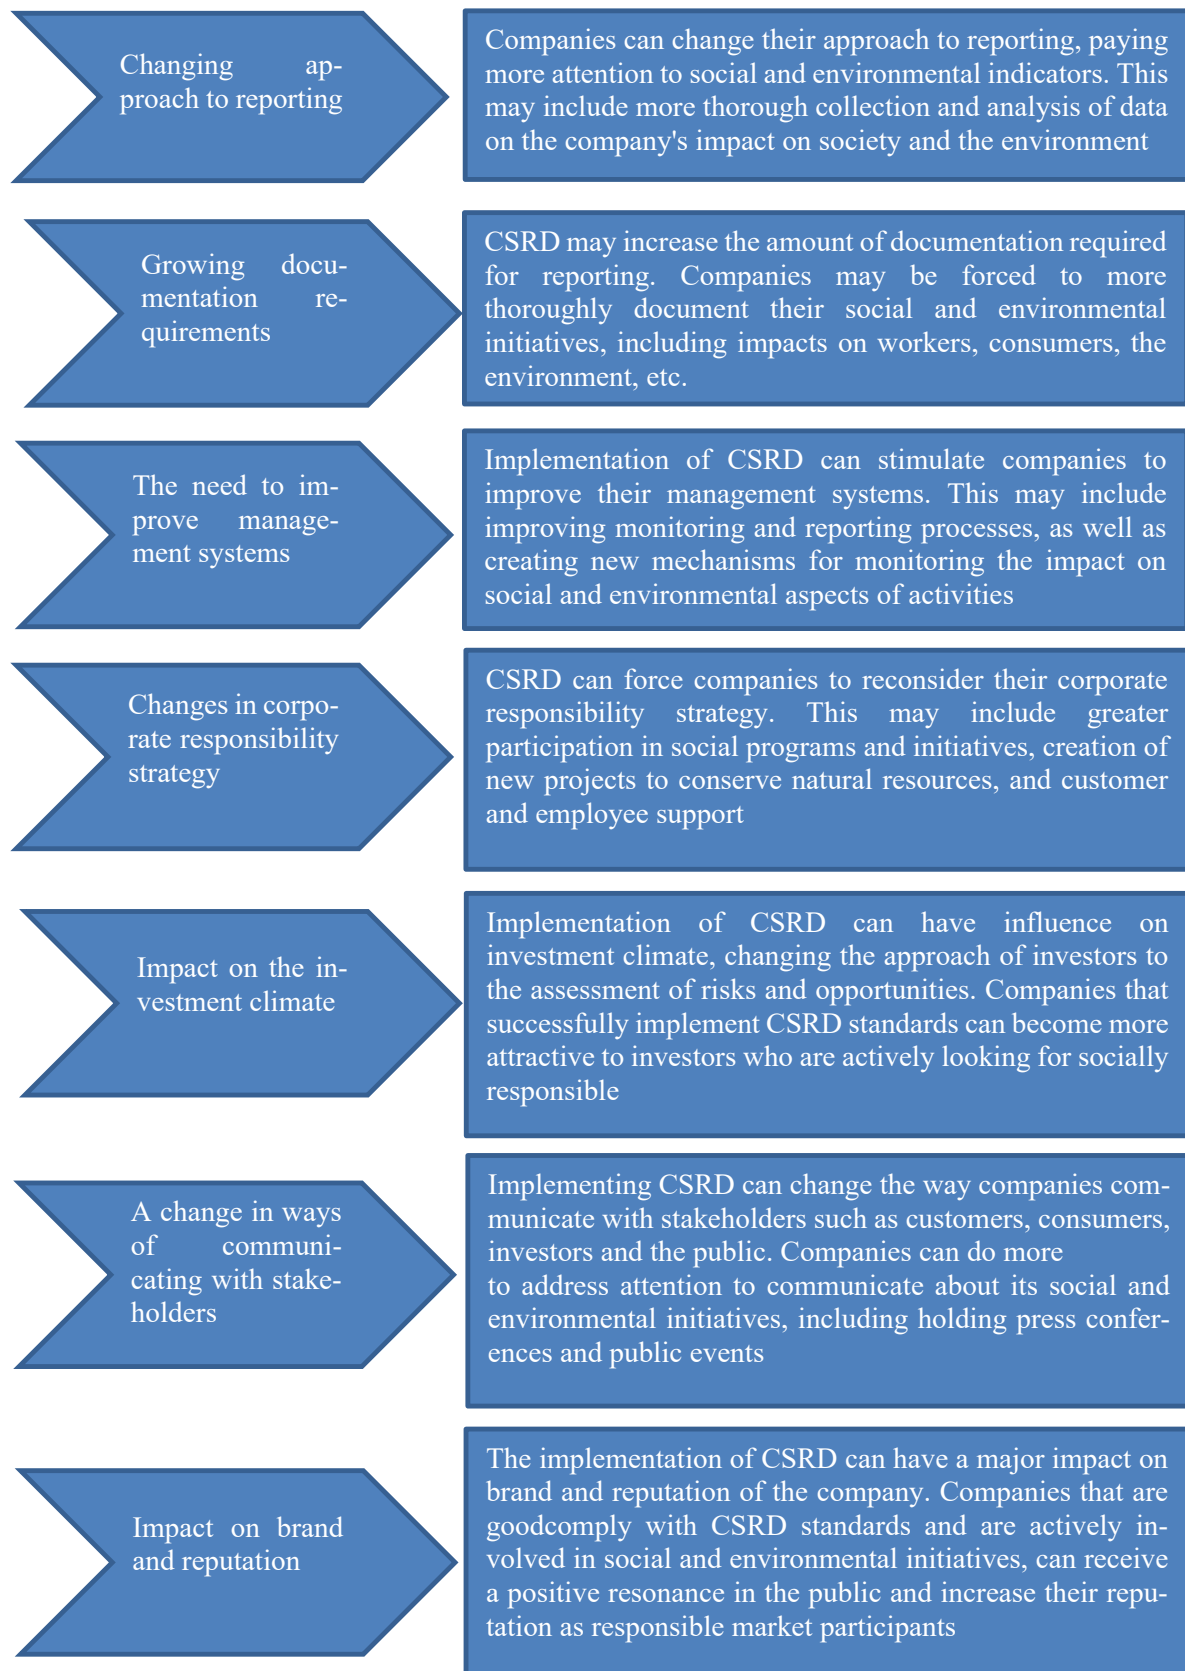 Changing ap-
proach to reporting
Companies can change their approach to reporting, paying
more attention to social and environmental indicators. This
may include more thorough collection and analysis of data
on the company's impact on society and the environment
Growing docu-
mentation re-
quirements
CSRD may increase the amount of documentation required
for reporting. Companies may be forced to more
thoroughly document their social and environmental
initiatives, including impacts on workers, consumers, the
environment, etc.
The need to im-
prove manage-
ment systems
Implementation of CSRD can stimulate companies to
improve their management systems. This may include
improving monitoring and reporting processes, as well as
creating new mechanisms for monitoring the impact on
social and environmental aspects of activities
Changes in corpo-
rate responsibility
strategy
CSRD can force companies to reconsider their corporate
responsibility strategy. This may include greater
participation in social programs and initiatives, creation of
new projects to conserve natural resources, and customer
and employee support
Impact on the in-
vestment climate
Implementation of CSRD can have influence on
investment climate, changing the approach of investors to
the assessment of risks and opportunities. Companies that
successfully implement CSRD standards can become more
attractive to investors who are actively looking for socially
responsible
A change in ways
of communi-
cating with stake-
holders
Implementing CSRD can change the way companies com-
municate with stakeholders such as customers, consumers,
investors and the public. Companies can do more
to address attention to communicate about its social and
environmental initiatives, including holding press confer-
ences and public events
Impact on brand
and reputation
The implementation of CSRD can have a major impact on
brand and reputation of the company. Companies that are
goodcomply with CSRD standards and are actively in-
volved in social and environmental initiatives, can receive
a positive resonance in the public and increase their repu-
tation as responsible market participants